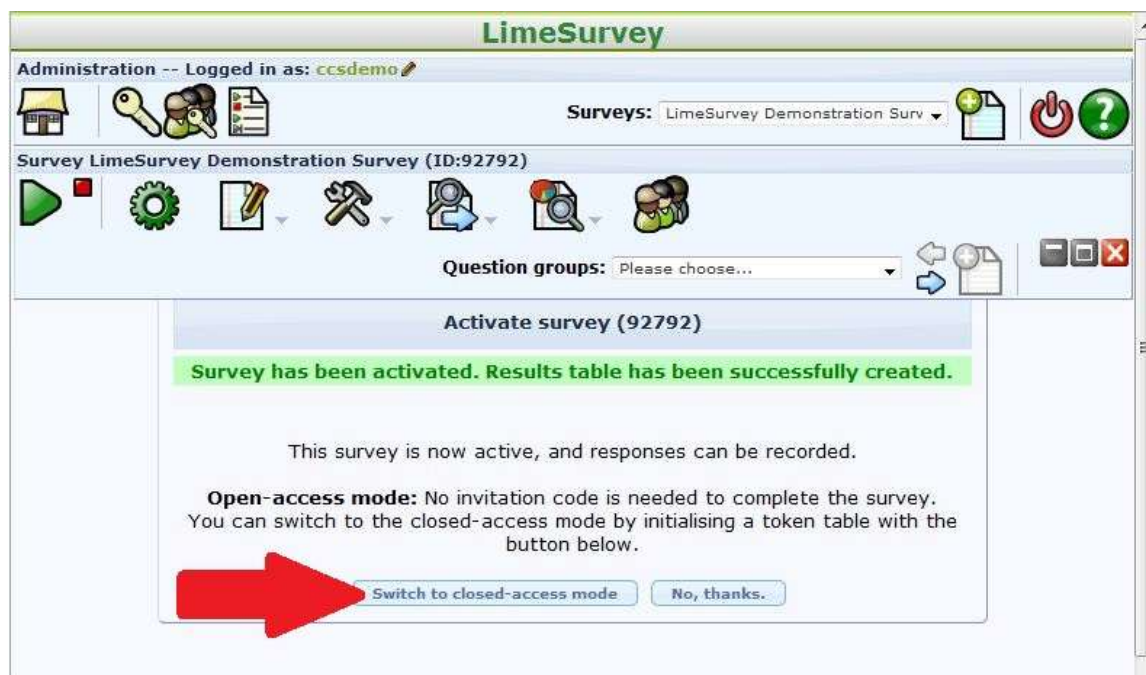 LimeSurvey
Administration -- Logged in as: ccsdemo
Surveys: LimeSurvey Demonstration Surv
?
Survey LimeSurvey Demonstration Survey (ID:92792)
Question groups: Please choose...
Activate survey (92792)
Survey has been activated. Results table has been successfully created.
This survey is now active, and responses can be recorded.
Open-access mode: No invitation code is needed to complete the survey.
You can switch to the closed-access mode by initialising a token table with the
button below.
Switch to closed-access mode No, thanks.